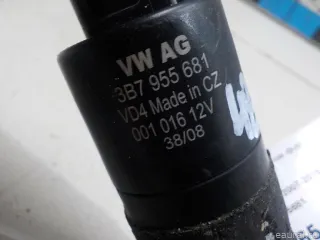 VW AG
3B7 955 681
VD4 Made in CZ
001 016 12V
38/08